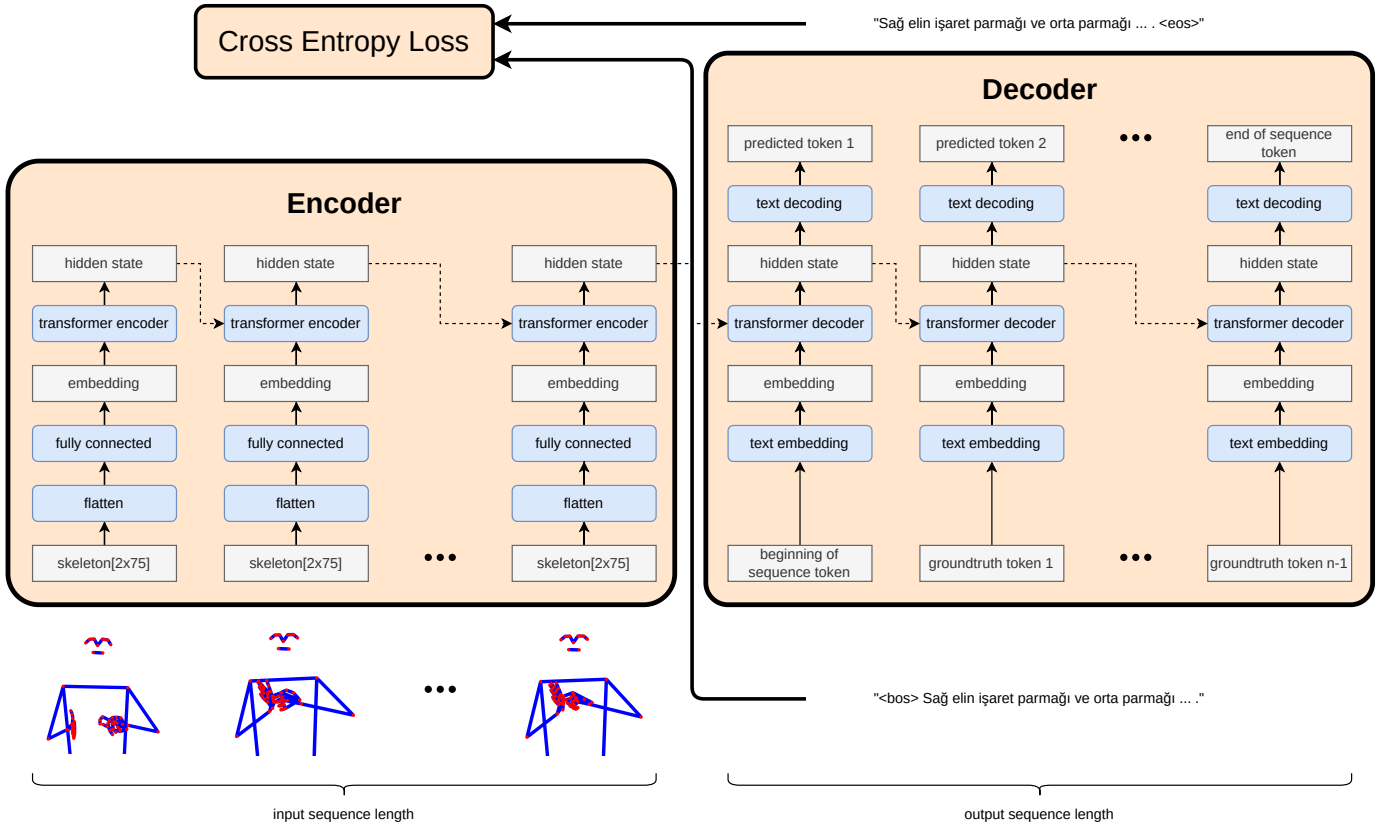 "Sağ elin işaret parmağı ve orta parmağı ... . <eos>"
Cross Entropy Loss
Encoder
hidden state
hidden state
hidden state
transformer encoder
transformer encoder
transformer encoder
embedding
embedding
embedding
fully connected
fully connected
fully connected
flatten
flatten
flatten
skeleton[2x75]
skeleton[2x75]
•••
skeleton[2x75]
•••
input sequence length
Decoder
predicted token 1
predicted token 2
•••
end of sequence
token
text decoding
text decoding
text decoding
hidden state
hidden state
hidden state
transformer decoder
transformer decoder
transformer decoder
embedding
embedding
embedding
text embedding
text embedding
text embedding
beginning of
sequence token
groundtruth token 1
•••
groundtruth token n-1
"<bos> Sağ elin işaret parmağı ve orta parmağı ... ."
output sequence length